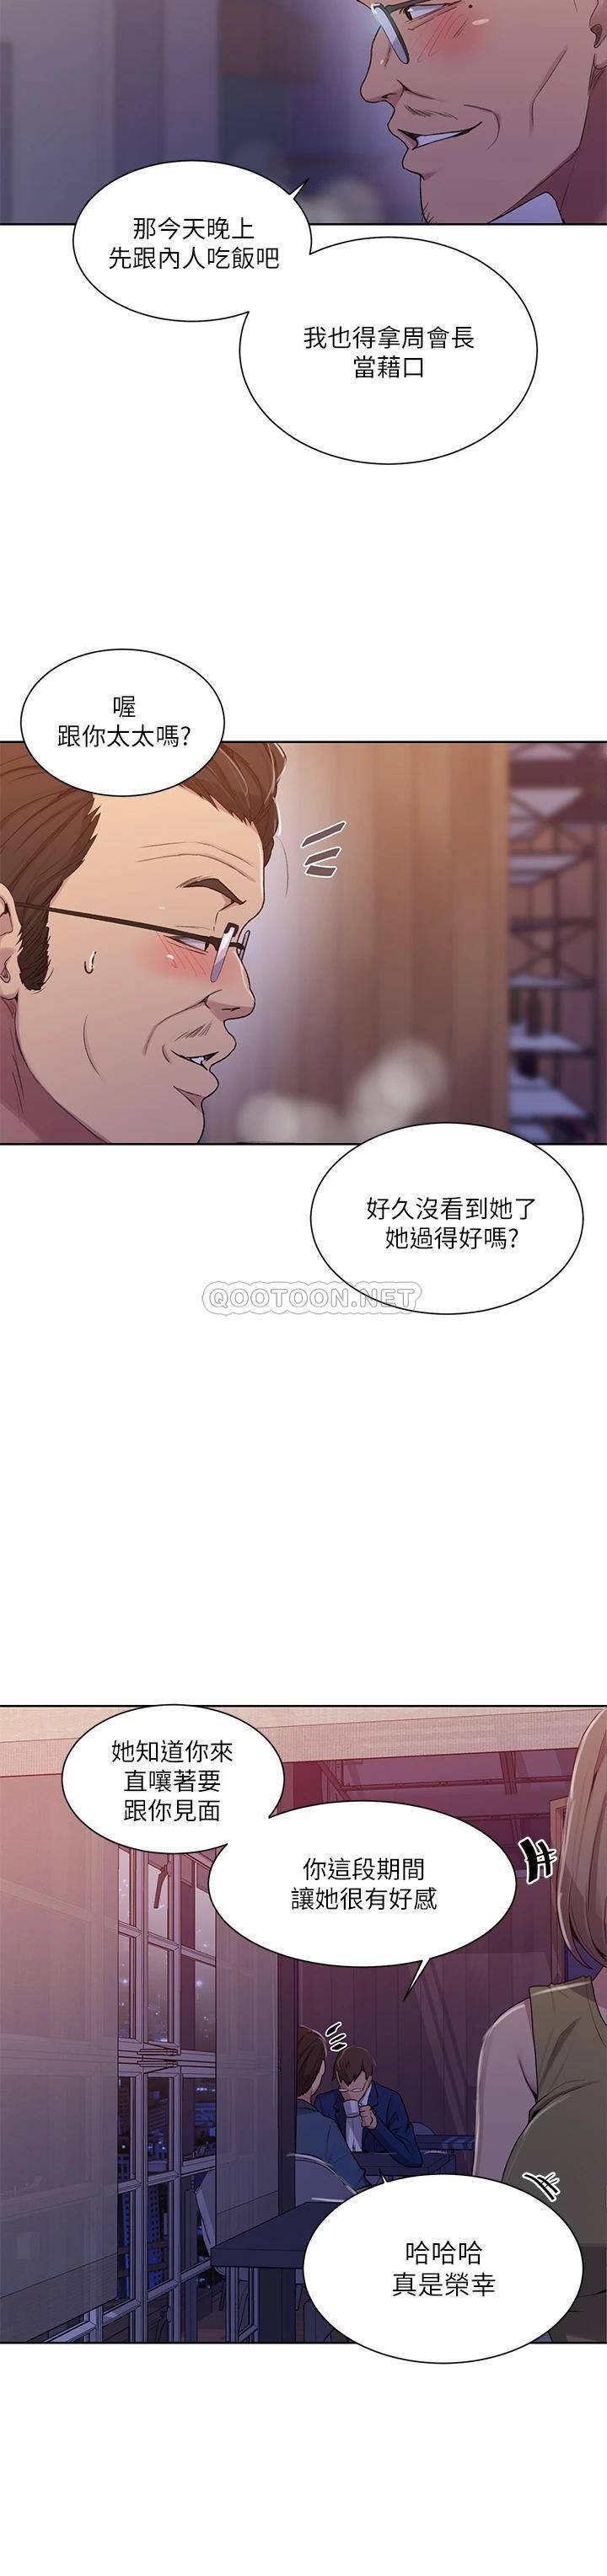 那今天晚上
先跟內人吃飯吧
我也得拿周會長
當藉口
喔
跟你太太嗎?
好久沒看到她了
她過得好嗎?
QOOTOON.NET
她知道你來
直嚷著要
跟你見面
你這段期間
讓她很有好感
哈哈哈
真是榮幸